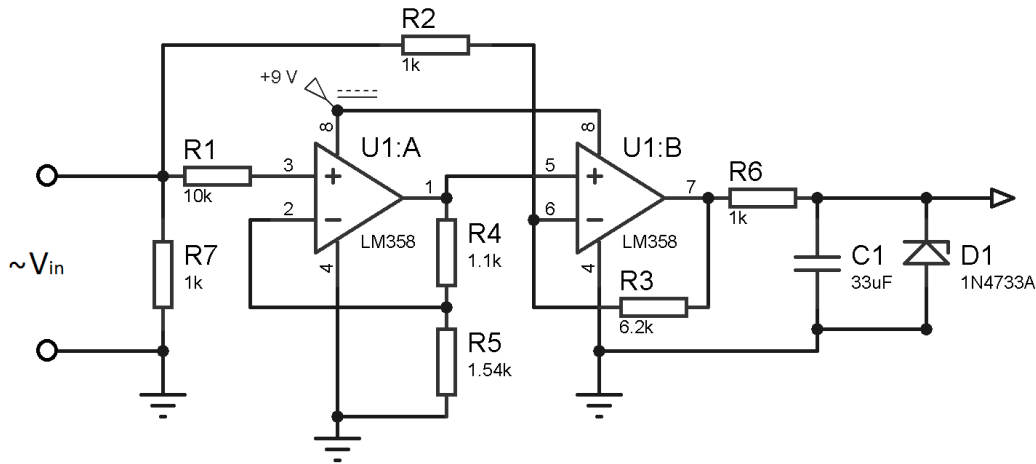 R2
1k
+9 V
8
8
R1
10k
3
2
U1:A
1
LM358
4
5
6
U1:B
7
LM358
4
R6
1k
R4
1.1k
R7
1k
~Vin
R3
6.2k
R5
1.54k
C1
33uF
D1
1N4733A